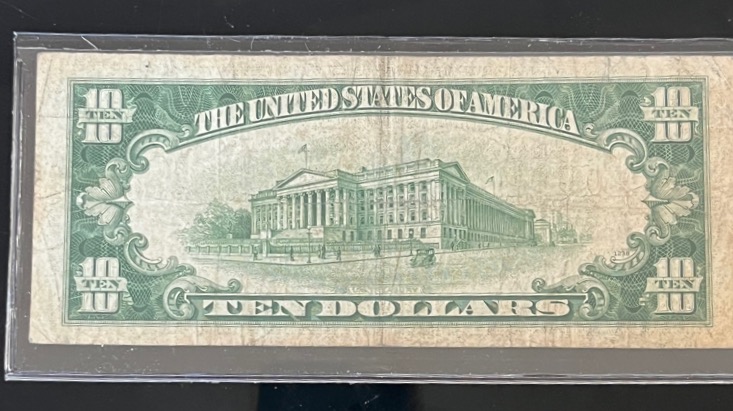 10 TEN
THE UNITED STATES OF AMERICA
10 TEN
10 TEN
TEN DOLLARS
10 TEN